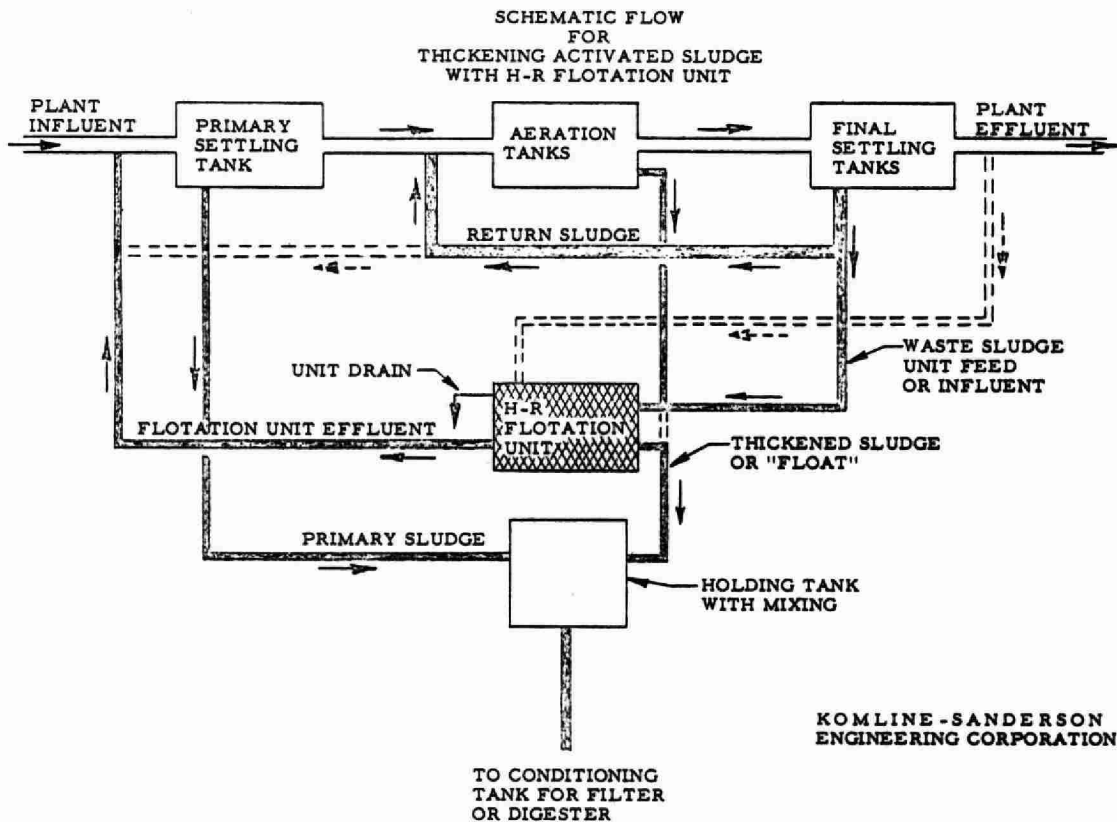 SCHEMATIC FLOW
FOR
THICKENING ACTIVATED SLUDGE
WITH H-R FLOTATION UNIT
PLANT
INFLUENT
PRIMARY
SETTLING
TANK
AERATION
TANKS
FINAL
SETTLING
TANKS
PLANT
EFFLUENT
RETURN SLUDGE
WASTE SLUDGE
UNIT FEED
OR INFLUENT
UNIT DRAIN
H-R
FLOTATION
UNIT
FLOTATION UNIT EFFLUENT
THICKENED SLUDGE
OR "FLOAT"
PRIMARY SLUDGE
HOLDING TANK
WITH MIXING
KOMLINE-SANDERSON
ENGINEERING CORPORATION
TO CONDITIONING
TANK FOR FILTER
OR DIGESTER